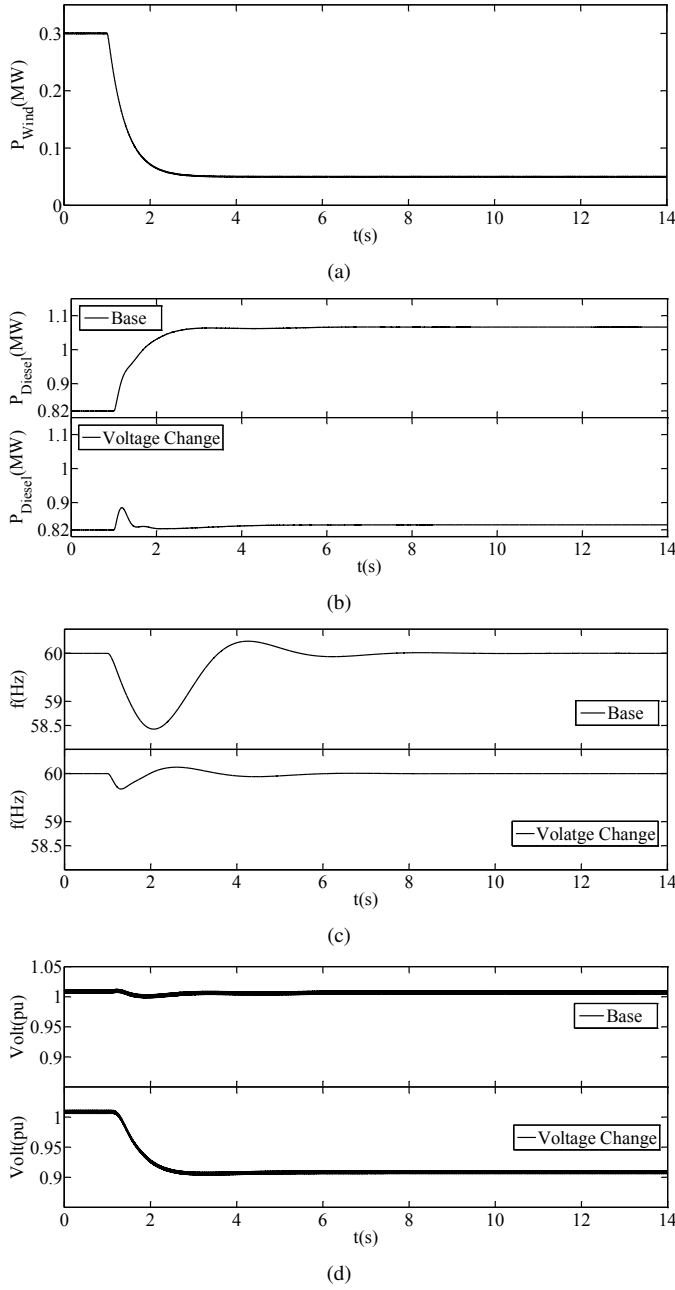 0.3
0.2
0.1
0
P_Wind(MW)
0 2 4 6 8 10 12 14
t(s)
(a)
Base
1.1
1
0.9
0.82
P_Diesel(MW)
Voltage Change
1.1
1
0.9
0.82
P_Diesel(MW)
0 2 4 6 8 10 12 14
t(s)
(b)
60
59
58.5
f(Hz)
Base
60
59
58.5
f(Hz)
Volatge Change
0 2 4 6 8 10 12 14
t(s)
(c)
1.05
1
0.95
0.9
Volt(pu)
Base
1
0.95
0.9
Volt(pu)
Voltage Change
0 2 4 6 8 10 12 14
t(s)
(d)